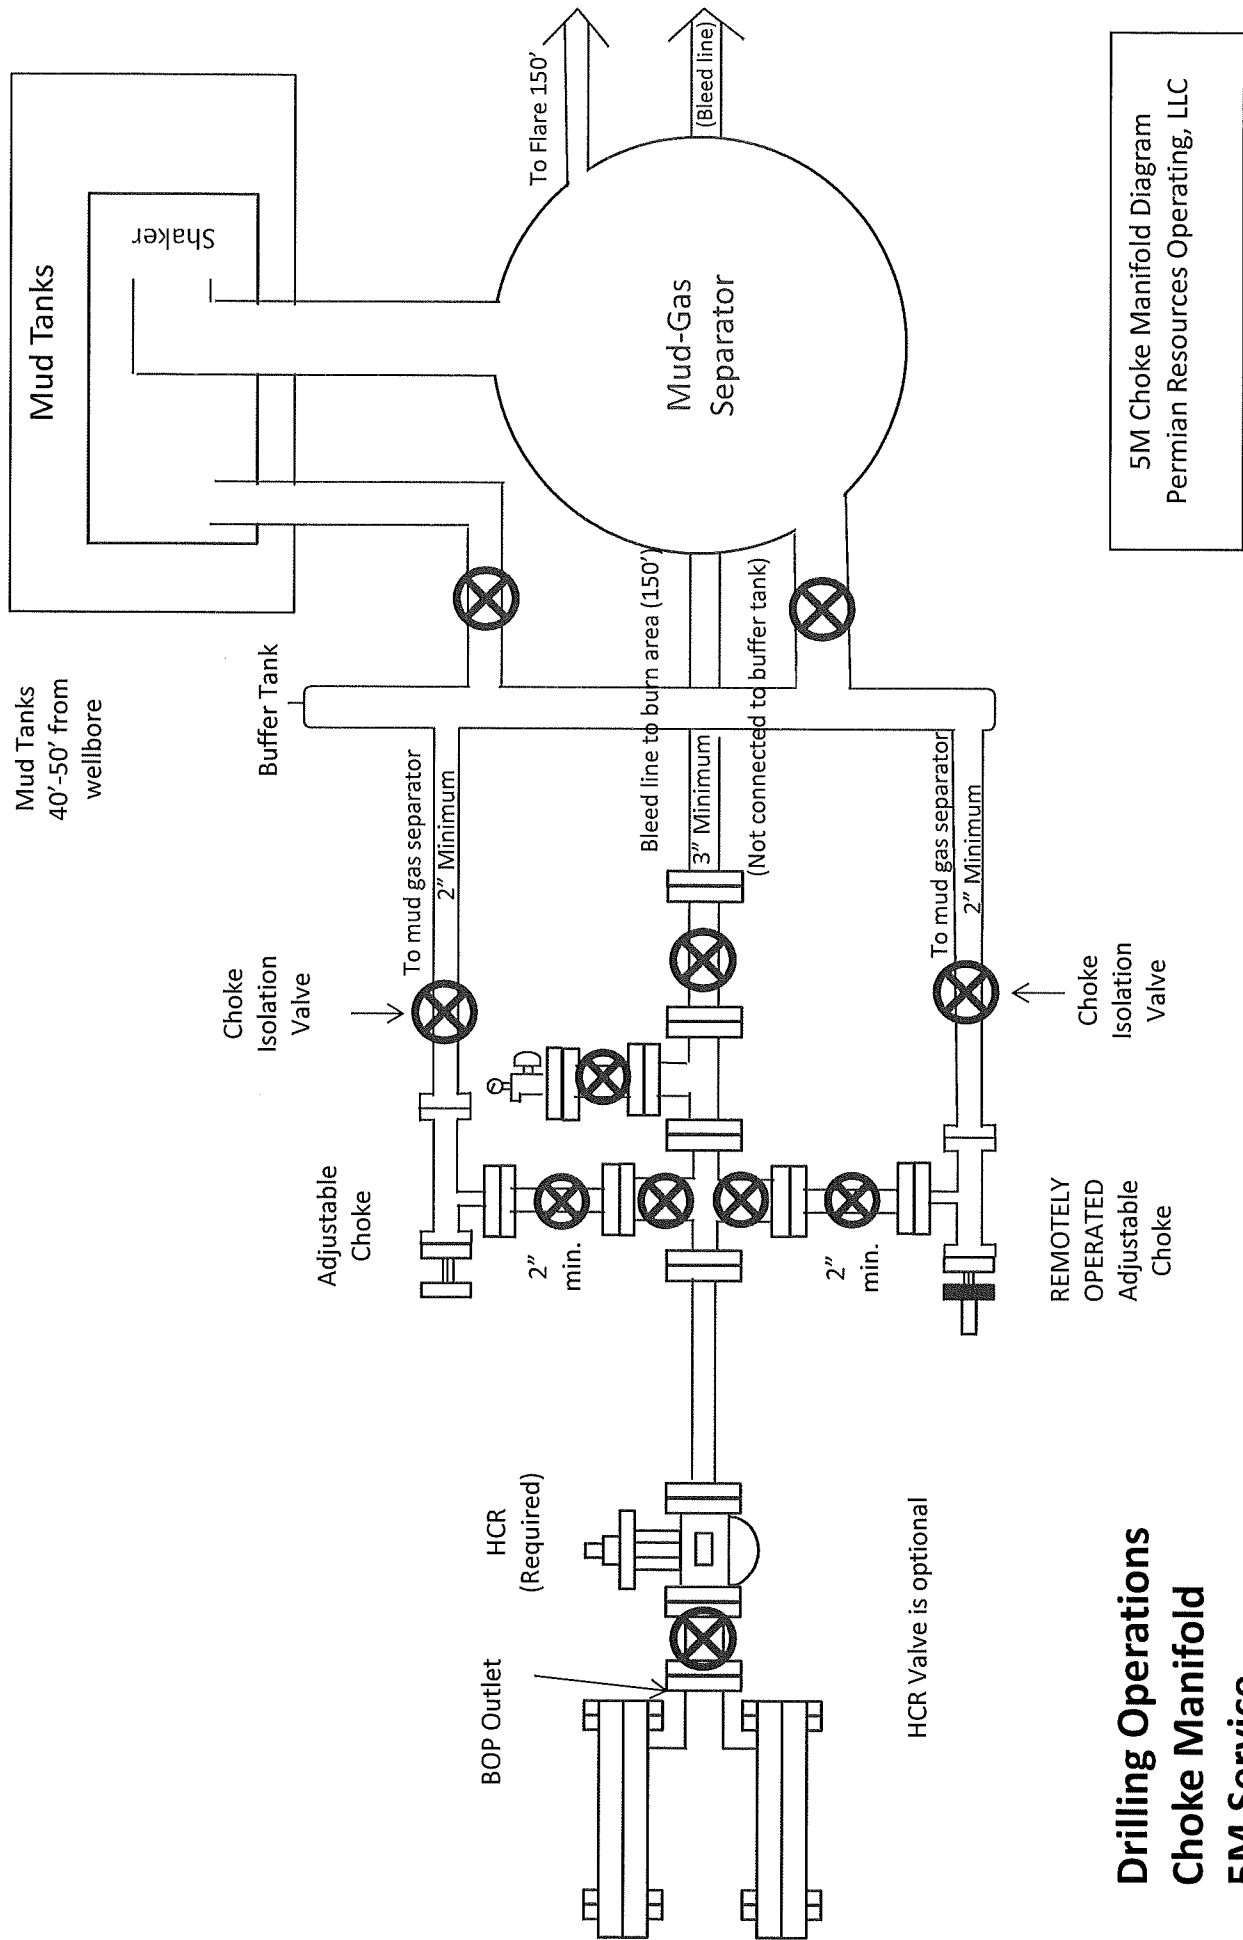 Mud Tanks
40'-50' from
wellbore
Mud Tanks
Shaker
Buffer Tank
To Flare 150'
(Bleed line)
Mud-Gas
Separator
Choke
Isolation
Valve
To mud gas separator
2" Minimum
Bleed line to burn area (150')
3" Minimum
(Not connected to buffer tank)
To mud gas separator
2" Minimum
Choke
Isolation
Valve
Adjustable
Choke
2"
min.
2"
min.
REMOTELY
OPERATED
Adjustable
Choke
HCR
(Required)
BOP Outlet
HCR Valve is optional
Drilling Operations
Choke Manifold
5M Service
5M Choke Manifold Diagram
Permian Resources Operating, LLC